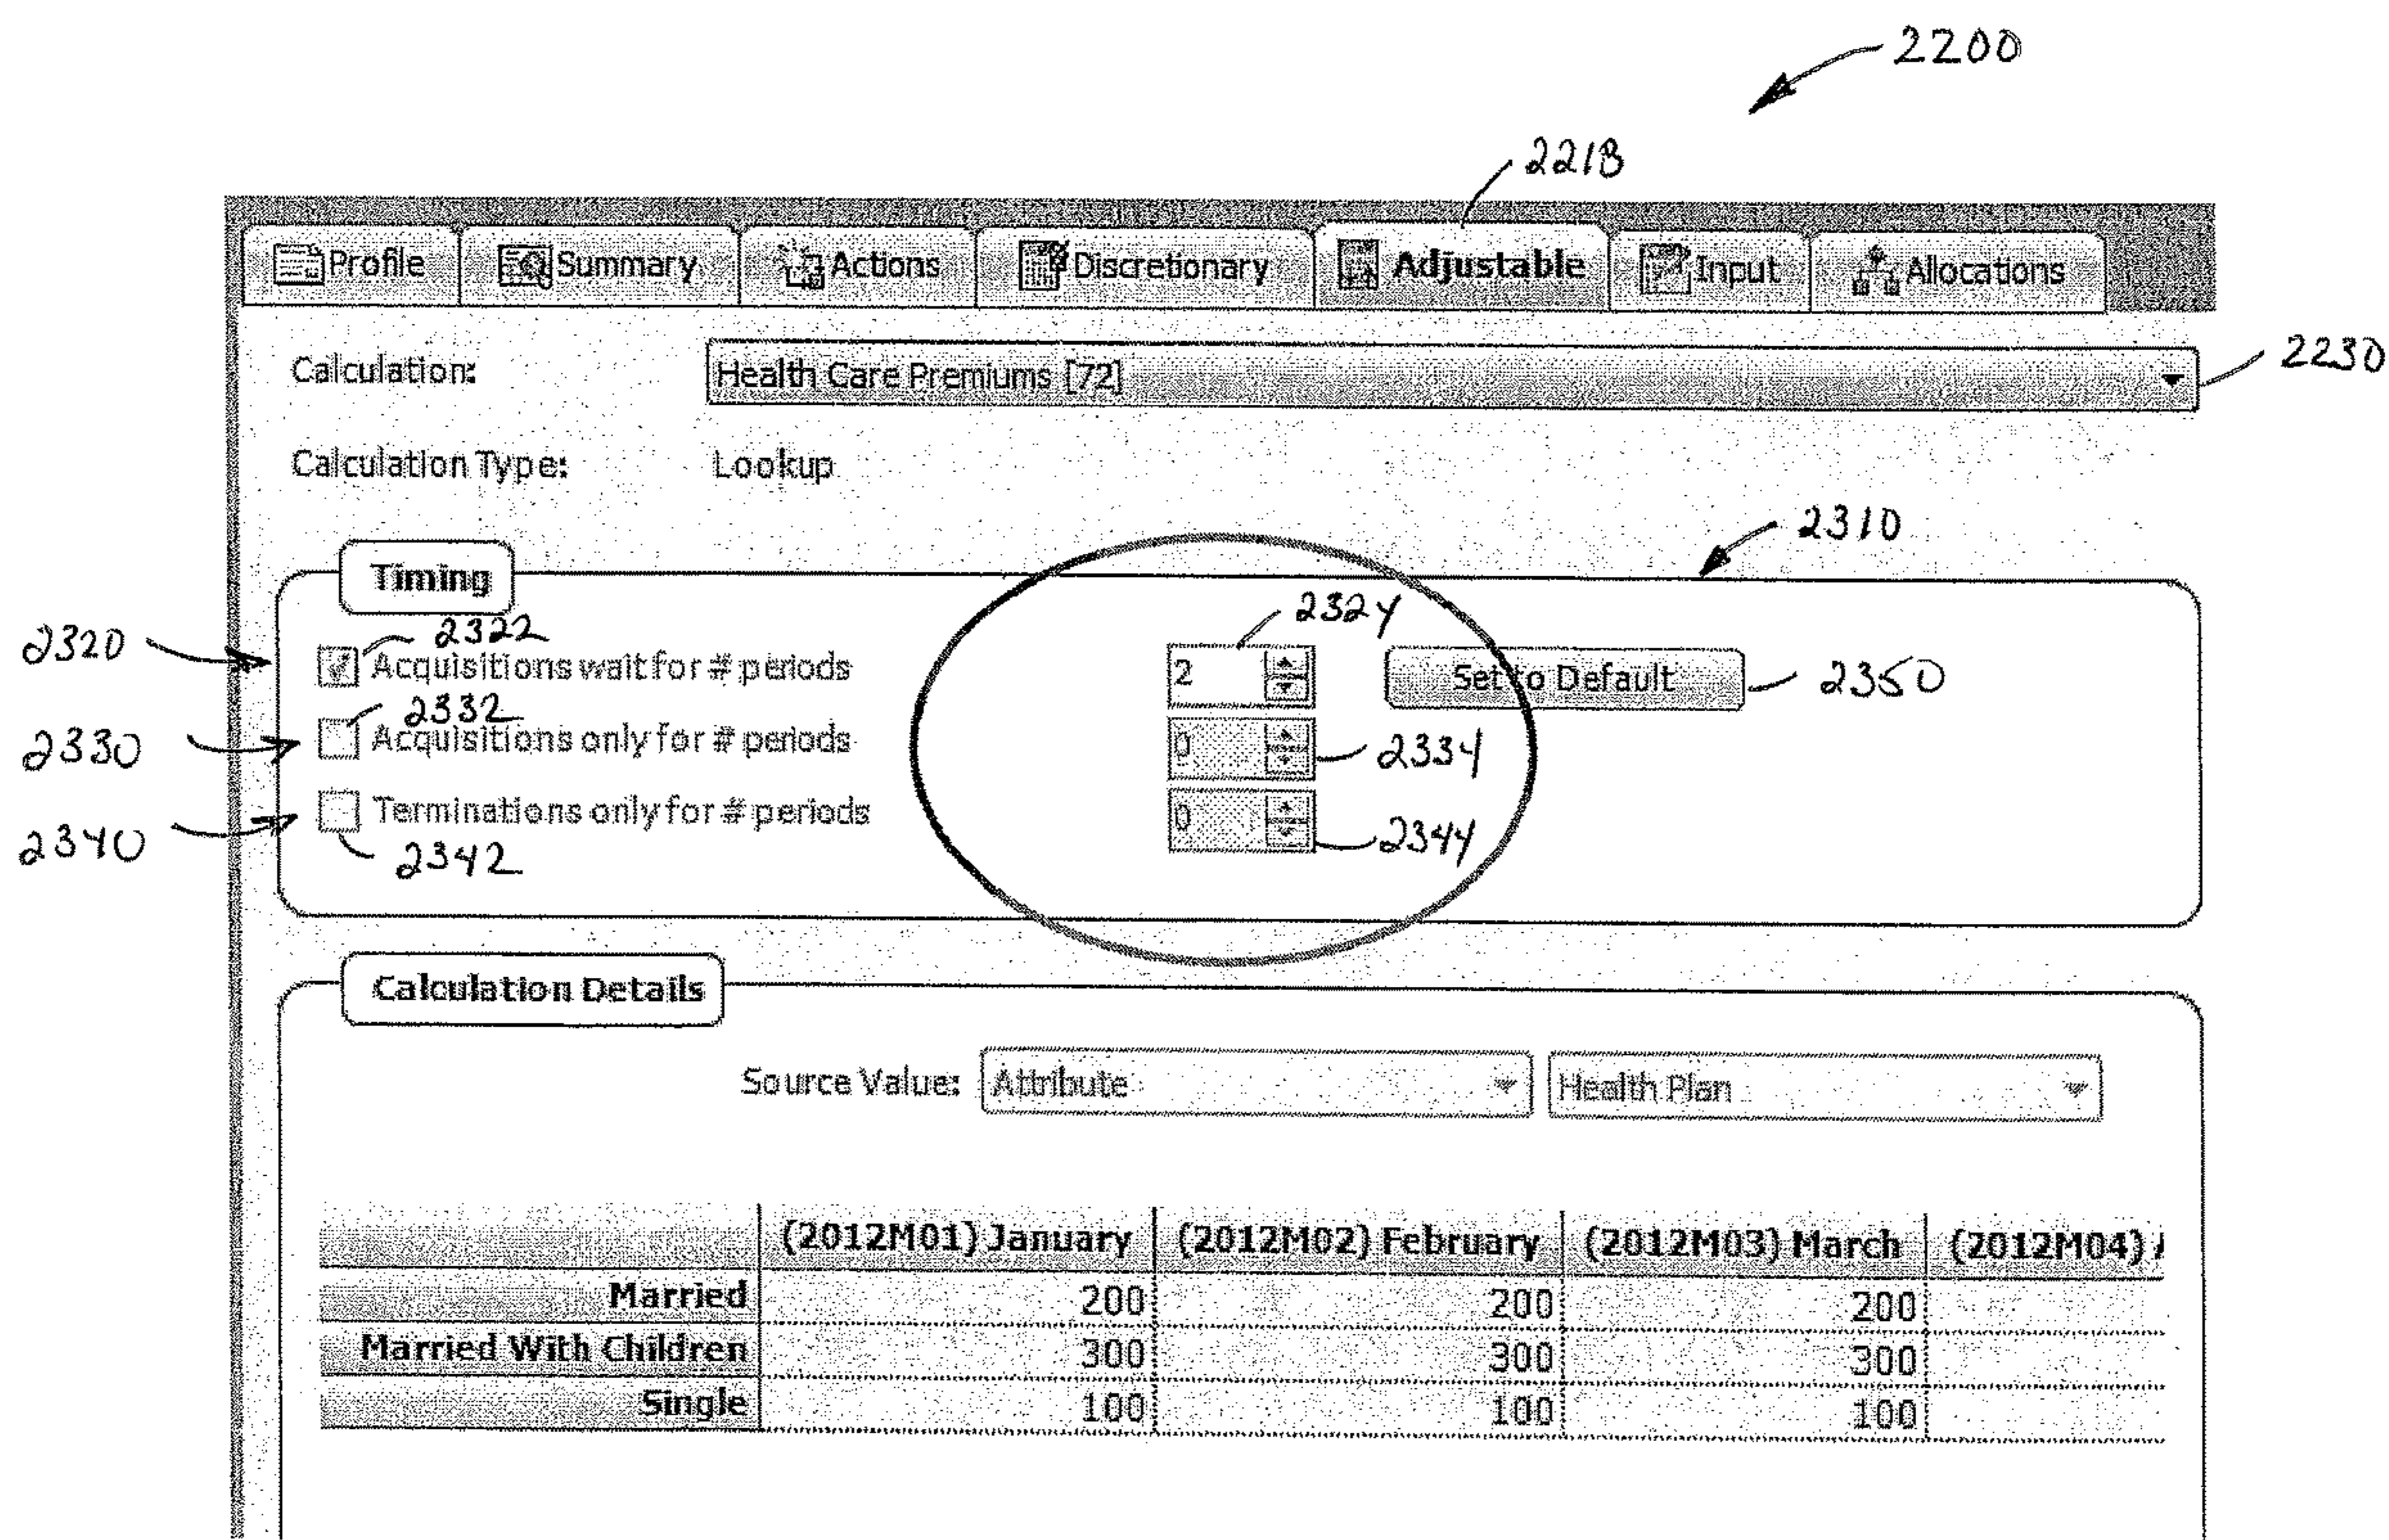 2200
2218
Profile Summary Actions Discretionary Adjustable Input Allocations
Calculation: Health Care Premiums [72] 2230
Calculation Type: Lookup
2310
Timing
2320 2322 2324
Acquisitions wait for # periods 2 Set to Default 2350
2330 2332
Acquisitions only for # periods 0 2334
2340 Terminations only for # periods 0 2344
2342
Calculation Details
Source Value: Attribute Health Plan
(2012M01) January (2012M02) February (2012M03) March (2012M04)
Married 200 200 200
Married With Children 300 300 300
Single 100 100 100